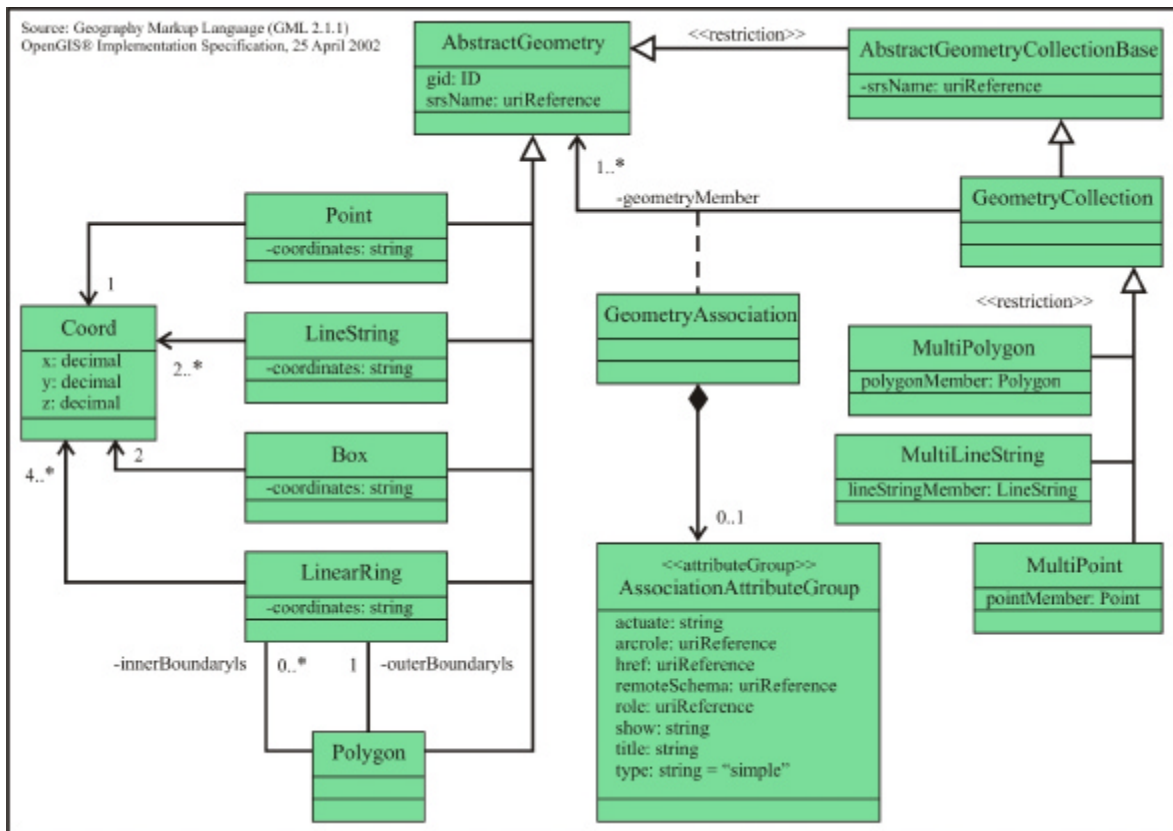 Source: Geography Markup Language (GML 2.1.1)
OpenGIS® Implementation Specification, 25 April 2002
AbstractGeometry
gid: ID
srsName: uriReference
<<restriction>>
AbstractGeometryCollectionBase
-srsName: uriReference
1..*
-geometryMember
GeometryCollection
Point
-coordinates: string
1
Coord
x: decimal
y: decimal
z: decimal
LineString
-coordinates: string
2..*
GeometryAssociation
<<restriction>>
MultiPolygon
polygonMember: Polygon
Box
-coordinates: string
2
4..*
MultiLineString
lineStringMember: LineString
0..1
LinearRing
-coordinates: string
<<attributeGroup>>
AssociationAttributeGroup
actuate: string
arcrole: uriReference
href: uriReference
remoteSchema: uriReference
role: uriReference
show: string
title: string
type: string = “simple”
MultiPoint
pointMember: Point
-innerBoundaryls
0..*
1
-outerBoundaryls
Polygon